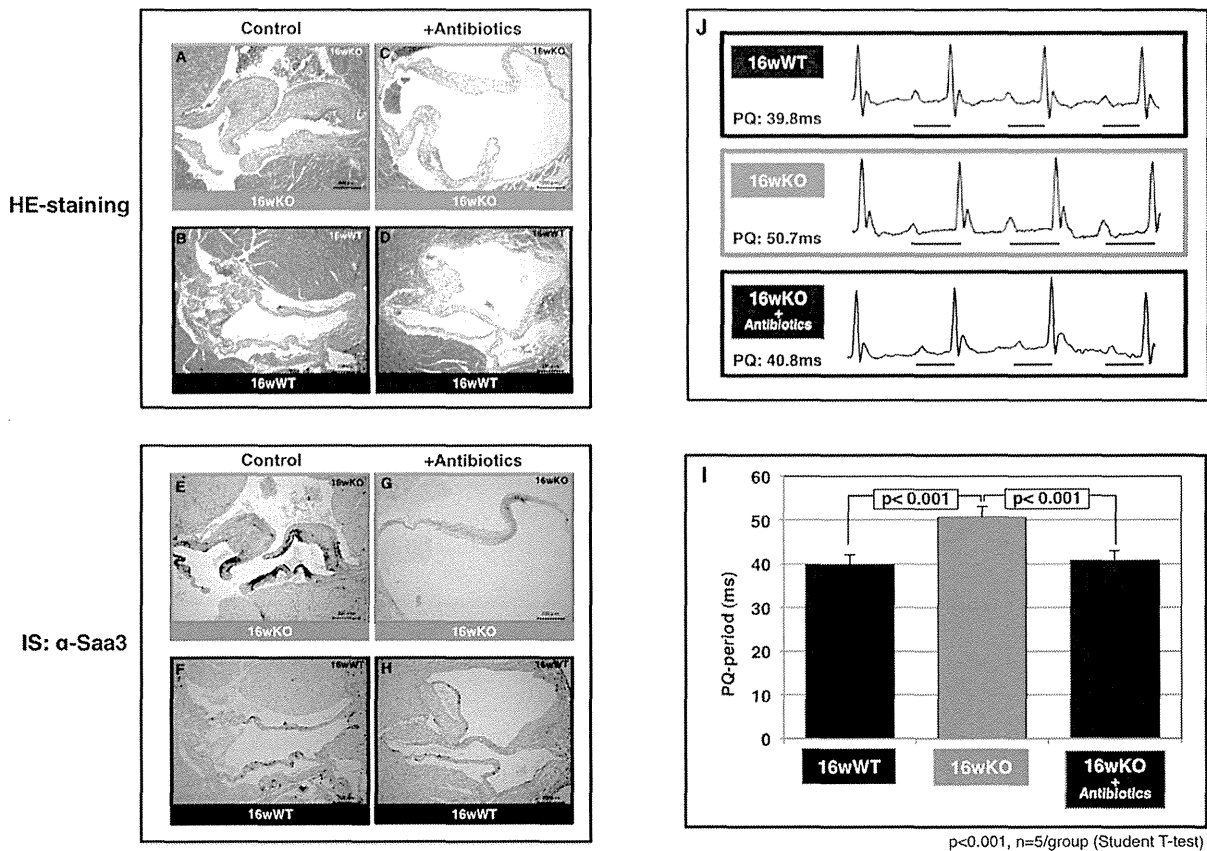 Control +Antibiotics
HE-staining
A 16wKO
16wKO
C 16wKO
16wKO
B 16wWT
16wWT
D 16wWT
16wWT
Control +Antibiotics
IS: α-Saa3
E 16wKO
16wKO
G 16wKO
16wKO
F 16wWT
16wWT
H 16wWT
16wWT
J
16wWT
PQ: 39.8ms
16wKO
PQ: 50.7ms
16wKO
+
Antibiotics
PQ: 40.8ms
I
p< 0.001 p< 0.001
PQ-period (ms)
60
50
40
30
20
10
0
16wWT
16wKO
16wKO
+
Antibiotics
p<0.001, n=5/group (Student T-test)